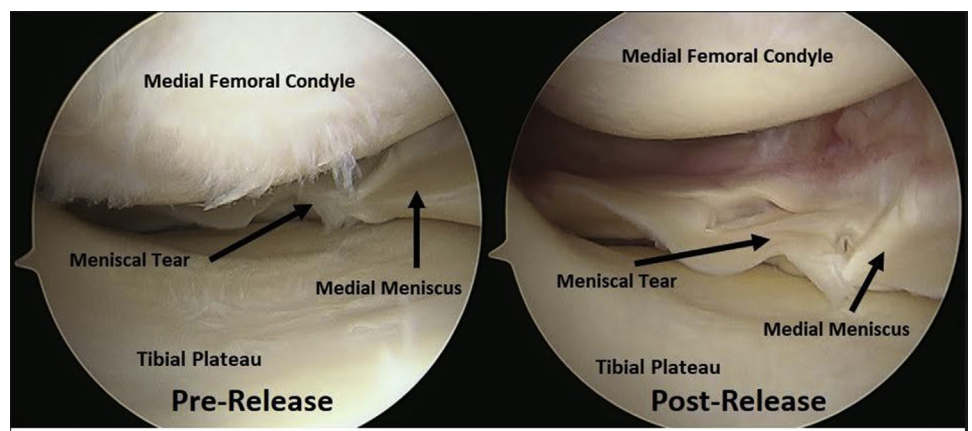 Medial Femoral Condyle
Meniscal Tear
Medial Meniscus
Tibial Plateau
Pre-Release
Medial Femoral Condyle
Meniscal Tear
Medial Meniscus
Tibial Plateau
Post-Release